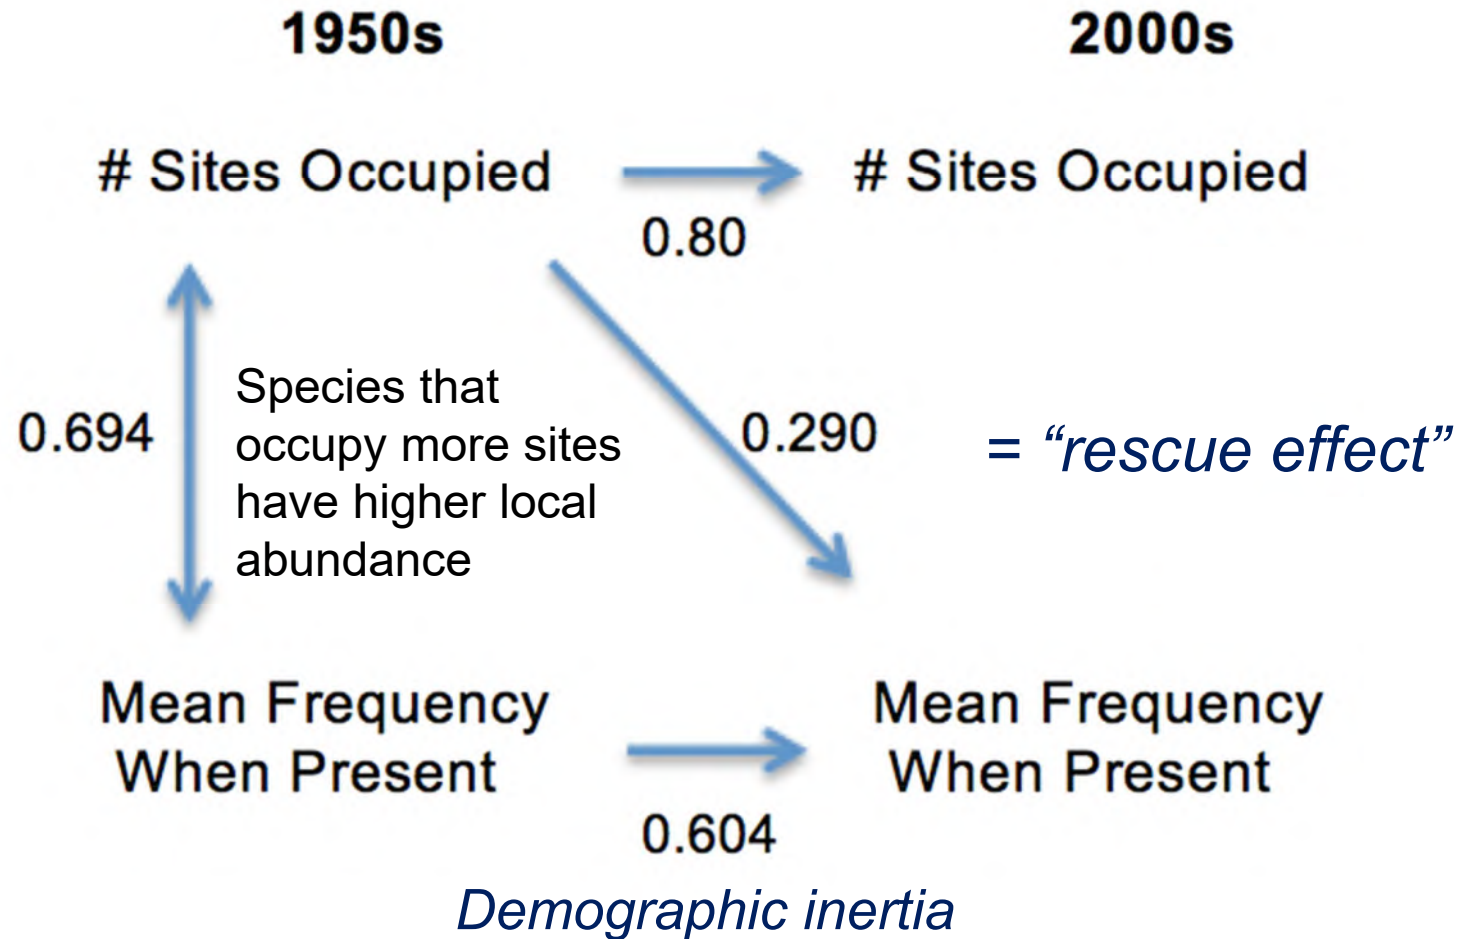 1950s
2000s
# Sites Occupied
# Sites Occupied
0.80
Species that
occupy more sites
have higher local
abundance
0.694
0.290
= “rescue effect”
Mean Frequency
When Present
Mean Frequency
When Present
0.604
Demographic inertia